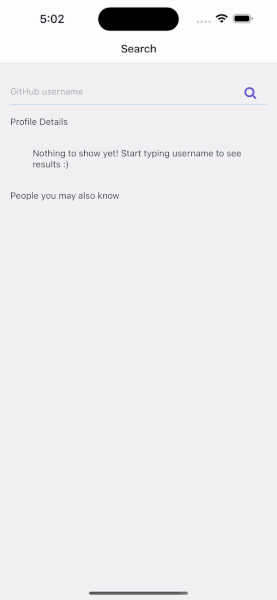 5:02
Search
GitHub username
Profile Details
Nothing to show yet! Start typing username to see
results :)
People you may also know